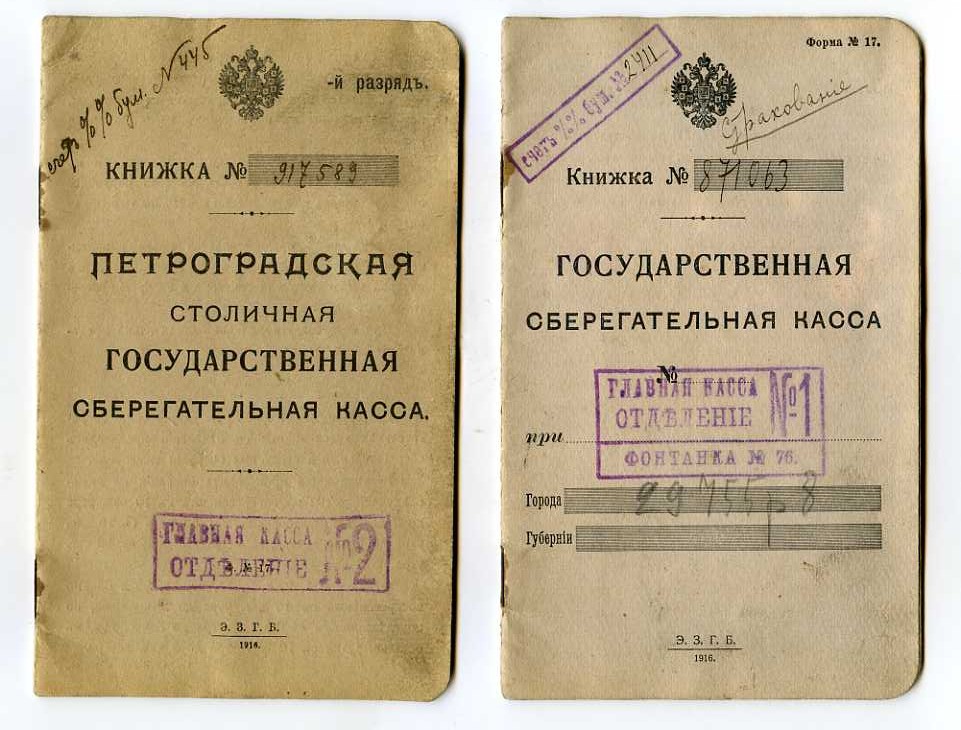 счетъ %% бум. № 445
-й разрядъ.
КНИЖКА № 917589
ПЕТРОГРАДСКАЯ
СТОЛИЧНАЯ
ГОСУДАРСТВЕННАЯ
СБЕРЕГАТЕЛЬНАЯ КАССА.
ГЛАВНАЯ КАССА
ОТДѢЛЕНІЕ №2
Э. З. Г. Б.
1916.
Форма № 17.
счетъ %% бум. № 2411
Страхованіе
Книжка № 871063
ГОСУДАРСТВЕННАЯ
СБЕРЕГАТЕЛЬНАЯ КАССА
№
ГЛАВНАЯ КАССА
ОТДѢЛЕНІЕ №1
при
ФОНТАНКА № 76.
Города
Губерніи
Э. З. Г. Б.
1916.